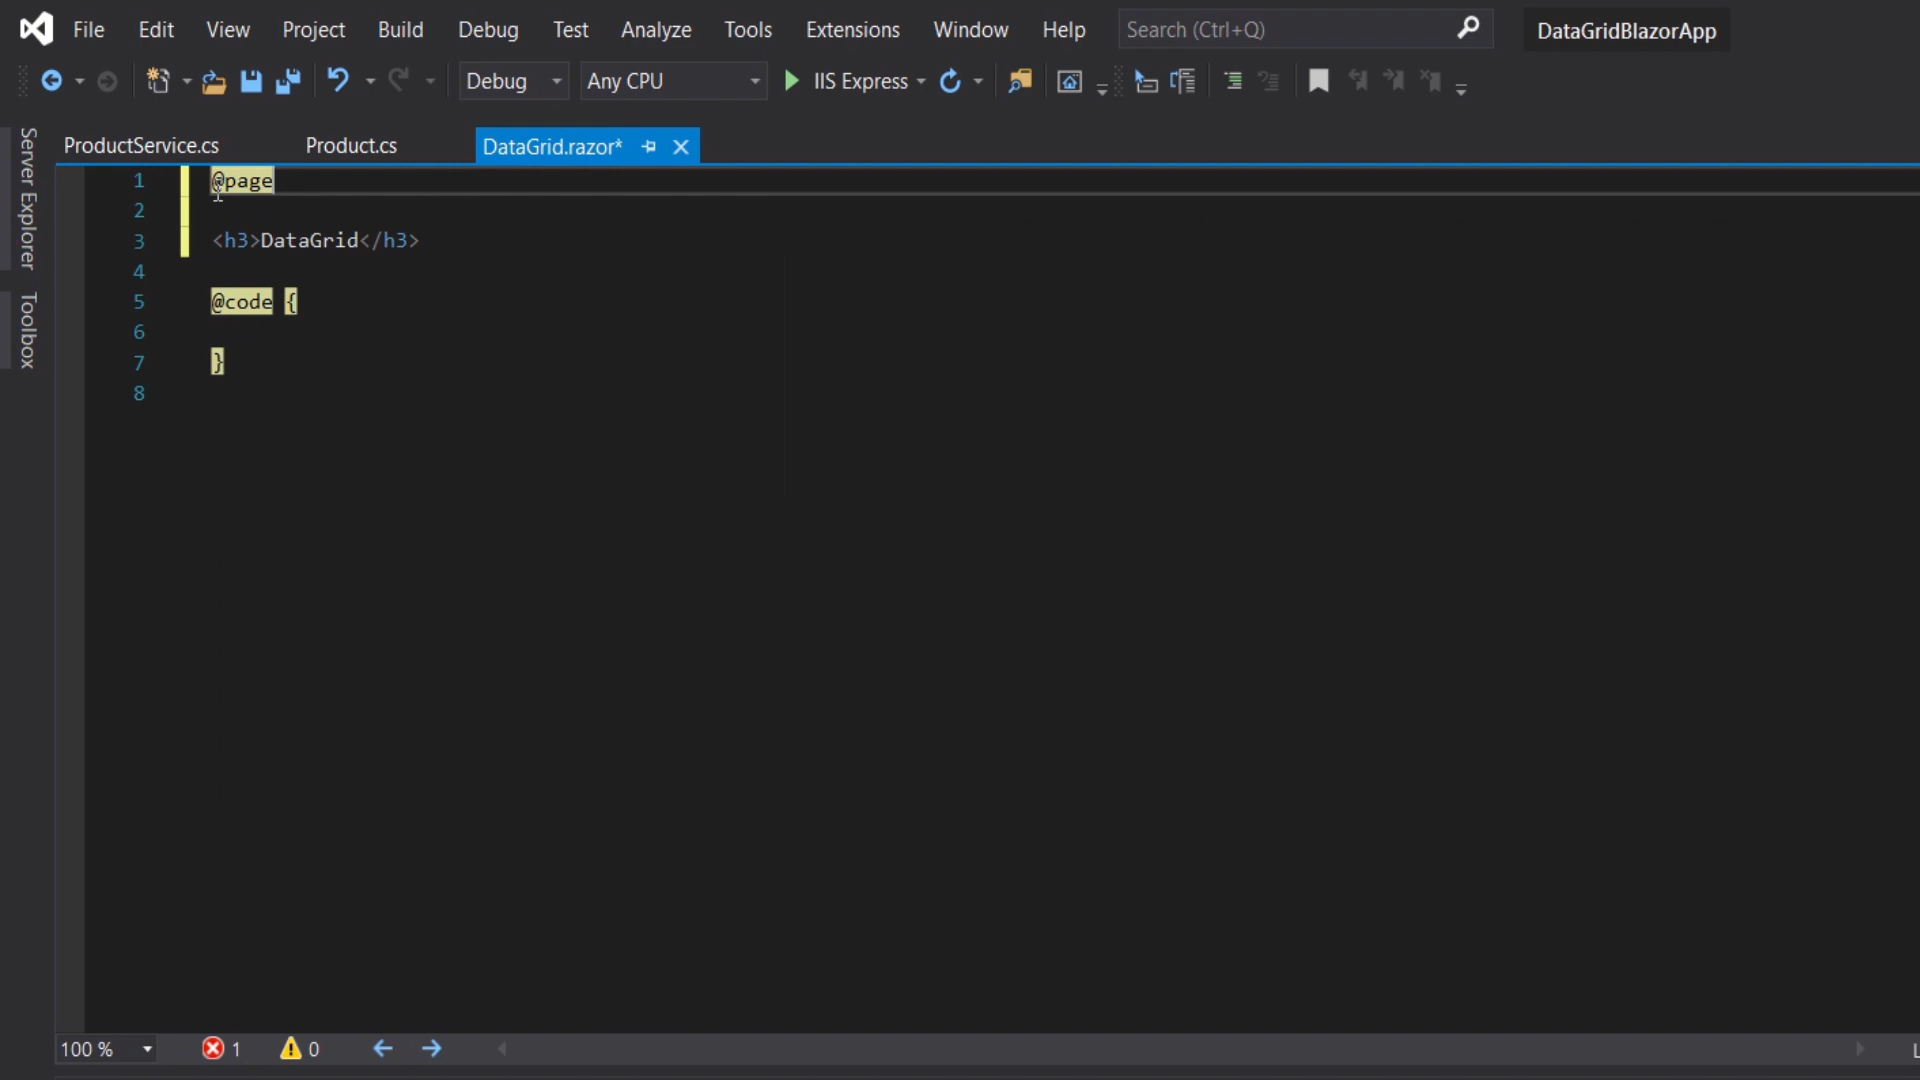 File Edit View Project Build Debug Test Analyze Tools Extensions Window Help Search (Ctrl+Q) DataGridBlazorApp
Debug Any CPU IIS Express
Server Explorer
Toolbox
ProductService.cs Product.cs DataGrid.razor*
1 @page
2
3 <h3>DataGrid</h3>
4
5 @code {
6
7 }
8
100 % 1 0